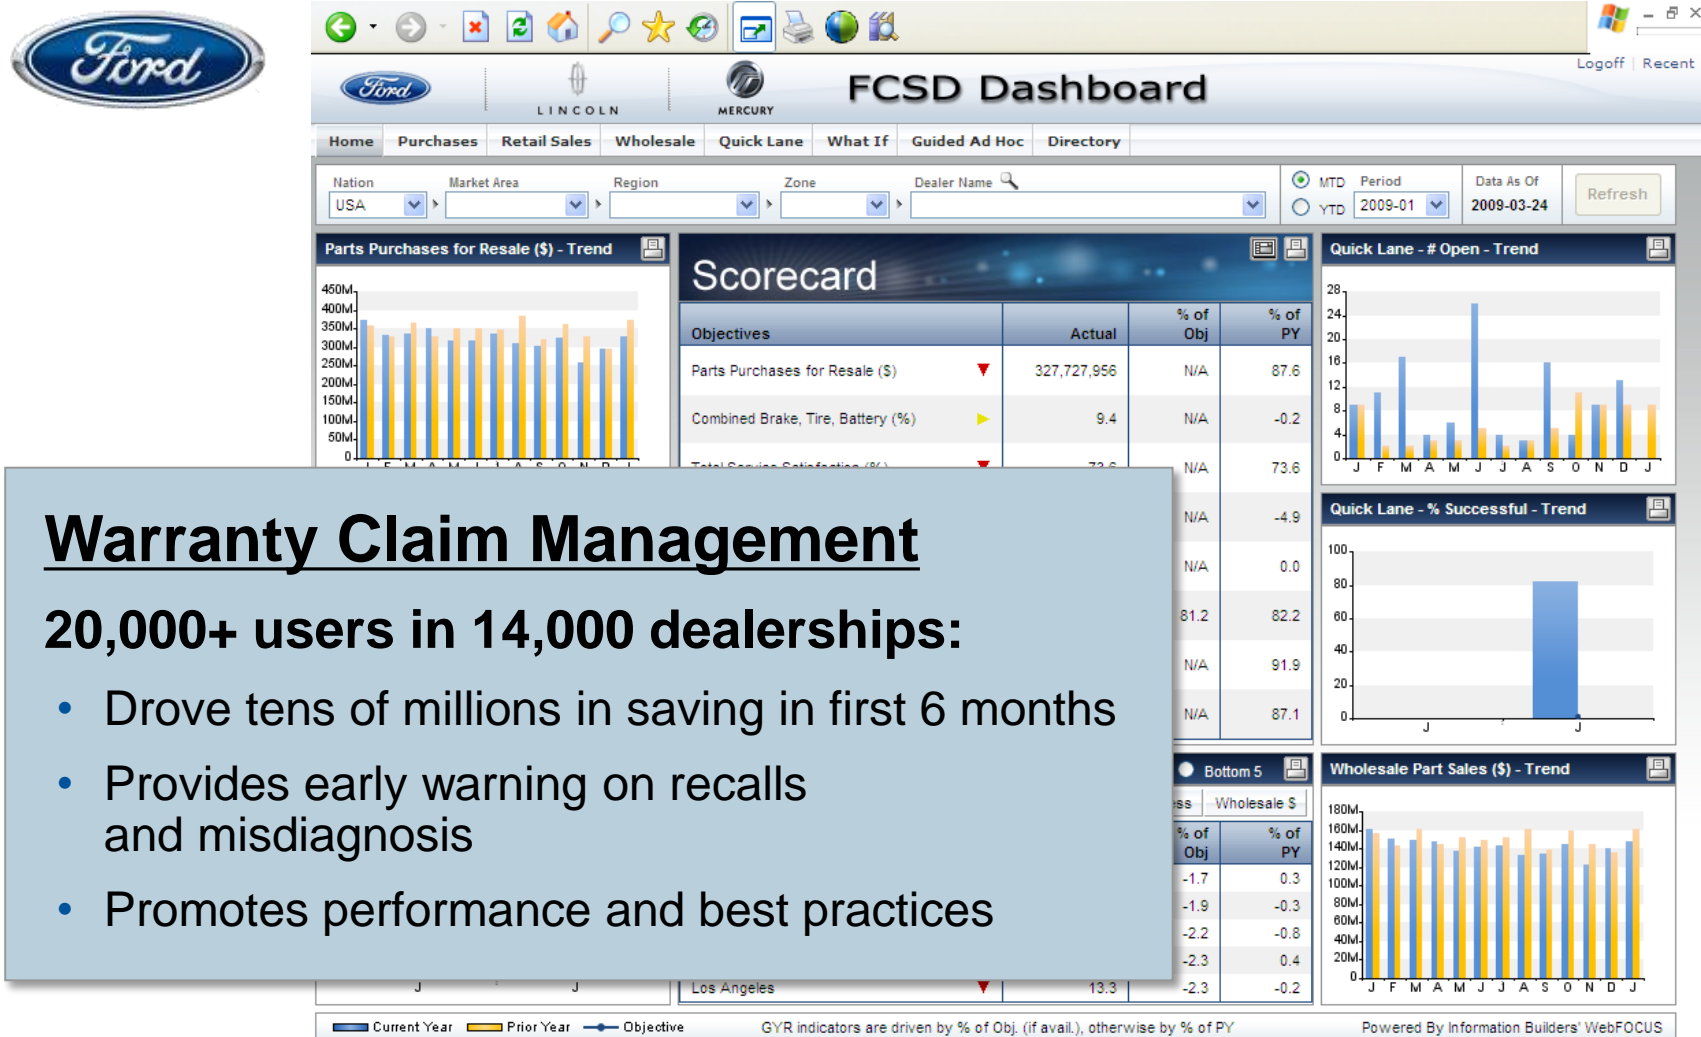 Ford
Logoff | Recent
Ford
LINCOLN
MERCURY
FCSD Dashboard
Home Purchases Retail Sales Wholesale Quick Lane What If Guided Ad Hoc Directory
Nation Market Area Region Zone Dealer Name MTD Period Data As Of
USA YTD 2009-01 2009-03-24 Refresh
Parts Purchases for Resale ($) - Trend
450M
400M
350M
300M
250M
200M
150M
100M
50M
0
J F M A M J J A S O N D J
Scorecard
Objectives Actual % of Obj % of PY
Parts Purchases for Resale ($) 327,727,956 N/A 87.6
Combined Brake, Tire, Battery (%) 9.4 N/A -0.2
Total Service Satisfaction (%) 73.6 N/A 73.6
N/A -4.9
N/A 0.0
81.2 82.2
N/A 91.9
N/A 87.1
Quick Lane - # Open - Trend
28
24
20
16
12
8
4
0
J F M A M J J A S O N D J
Quick Lane - % Successful - Trend
100
80
60
40
20
0
J J
Warranty Claim Management
20,000+ users in 14,000 dealerships:
• Drove tens of millions in saving in first 6 months
• Provides early warning on recalls
and misdiagnosis
• Promotes performance and best practices
Bottom 5
Wholesale $
% of Obj % of PY
-1.7 0.3
-1.9 -0.3
-2.2 -0.8
-2.3 0.4
Los Angeles 13.3 -2.3 -0.2
J J
Wholesale Part Sales ($) - Trend
180M
160M
140M
120M
100M
80M
60M
40M
20M
0
J F M A M J J A S O N D J
Current Year Prior Year Objective GYR indicators are driven by % of Obj. (if avail.), otherwise by % of PY Powered By Information Builders' WebFOCUS